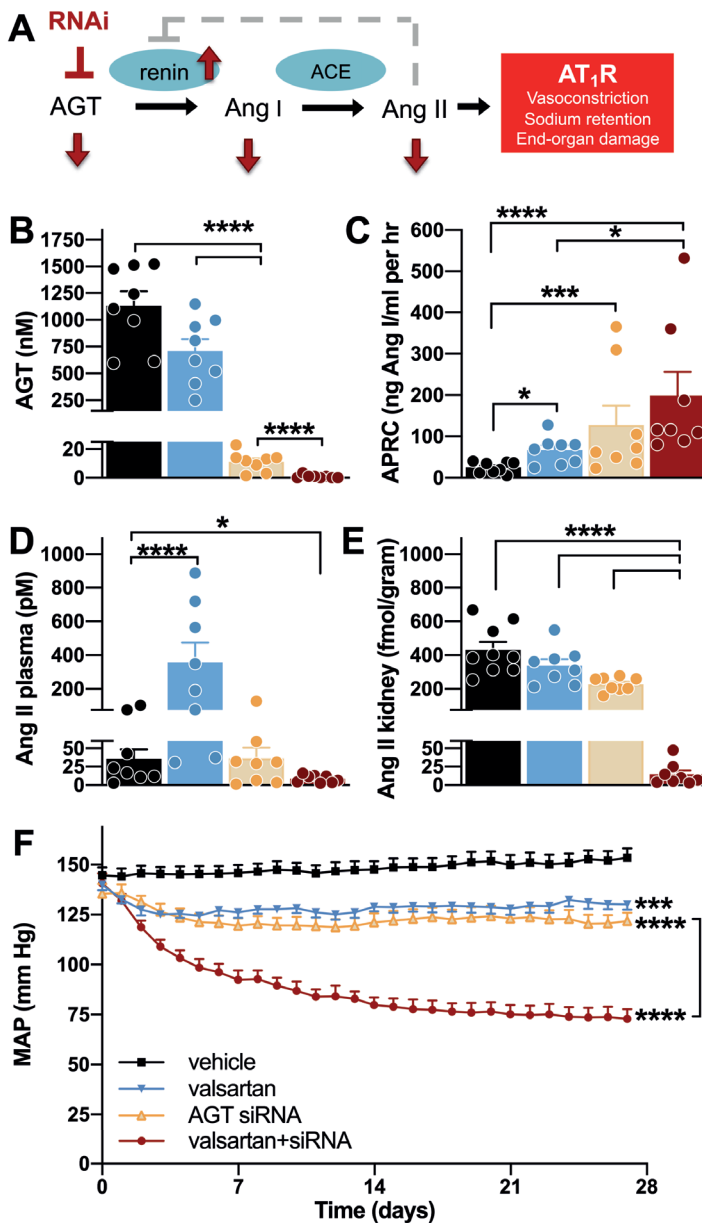 A
RNAi
renin
ACE
AGT
Ang I
Ang II
AT1R
Vasoconstriction
Sodium retention
End-organ damage
B
AGT (nM)
1750
1500
1250
1000
750
500
250
20
0
****
****
C
APRC (ng Ang I/ml per hr)
600
500
400
300
200
100
0
****
*
***
*
D
Ang II plasma (pM)
1000
800
600
400
200
50
25
0
*
****
E
Ang II kidney (fmol/gram)
1000
800
600
400
200
50
25
0
****
F
MAP (mm Hg)
150
125
100
75
50
25
0
***
****
****
vehicle
valsartan
AGT siRNA
valsartan+siRNA
0
7
14
21
28
Time (days)